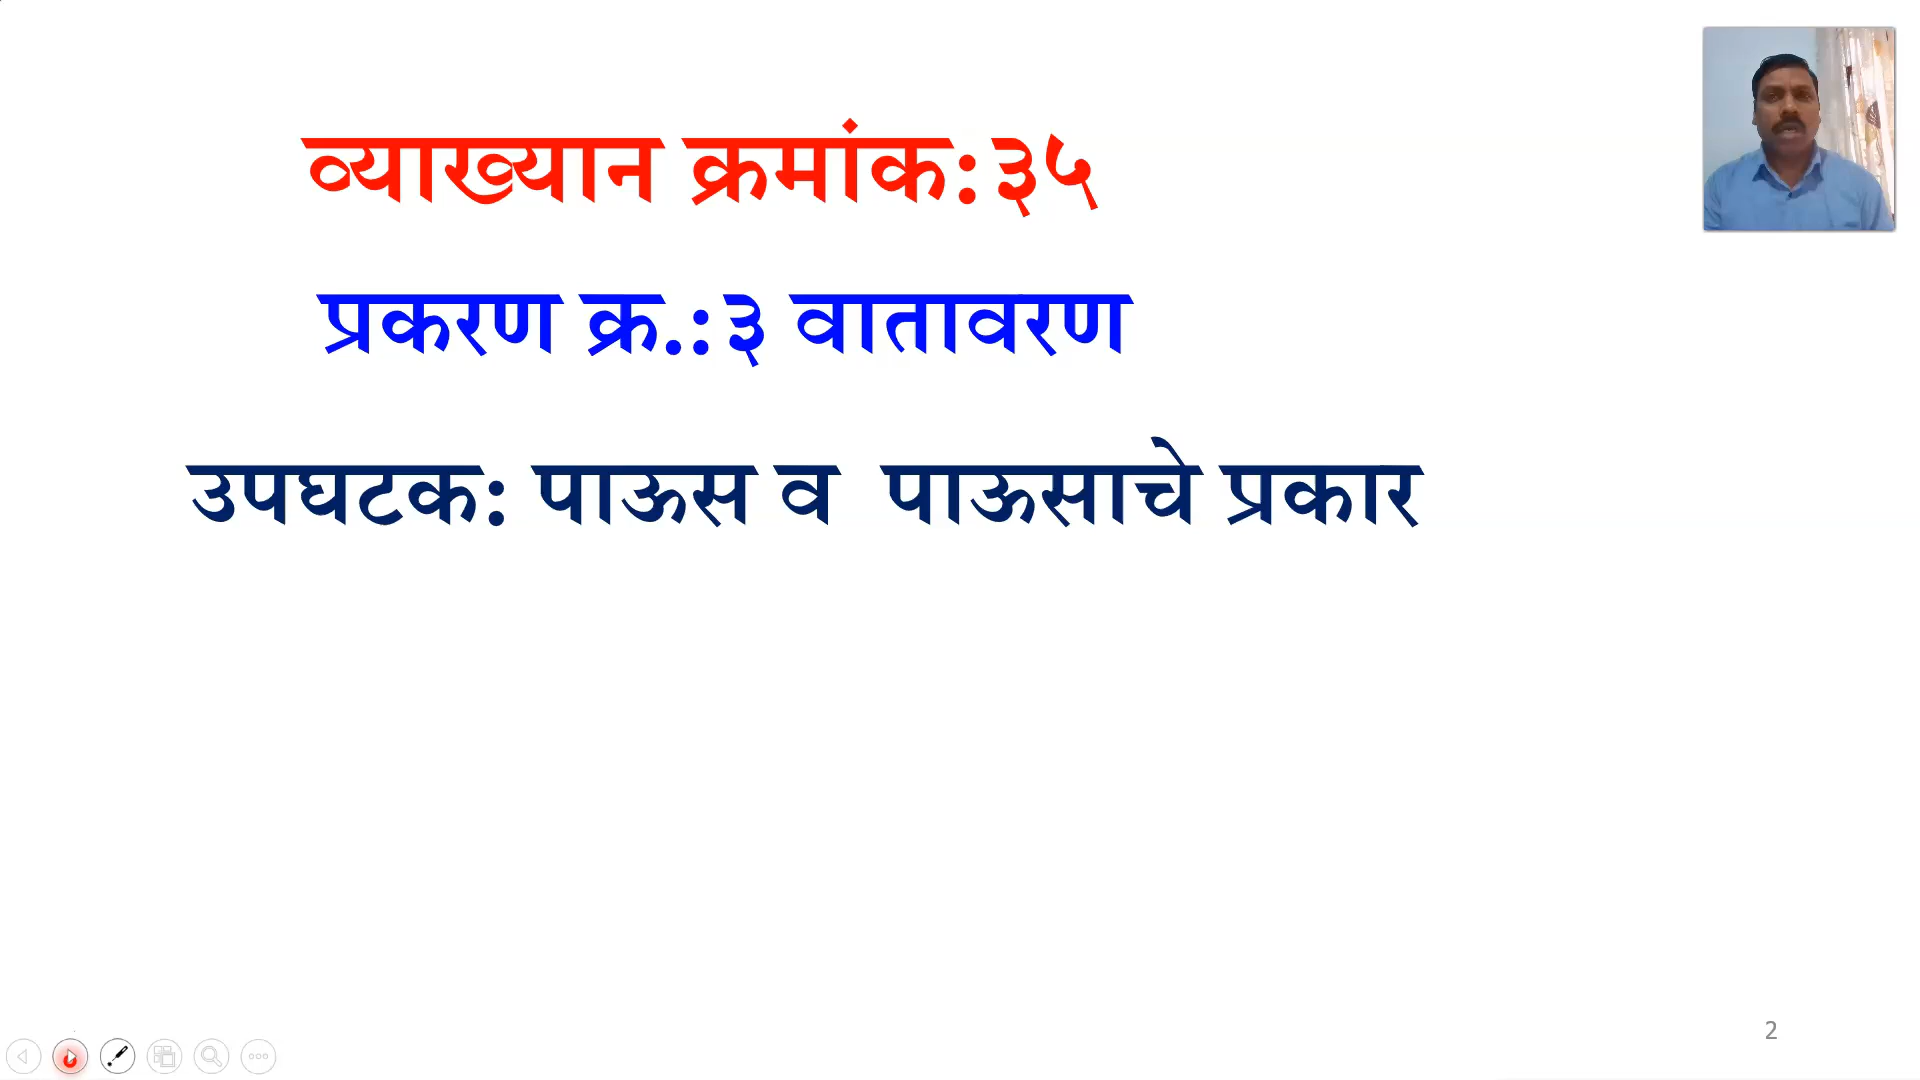 व्याख्यान क्रमांक:३५
प्रकरण क्र.:३ वातावरण
उपघटक: पाऊस व पाऊसाचे प्रकार
2